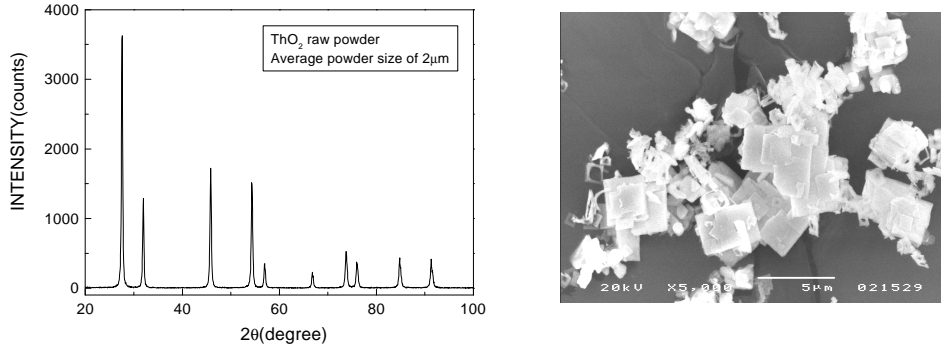 4000
3000
2000
1000
0
INTENSITY(counts)
ThO₂ raw powder
Average powder size of 2μm
20 40 60 80 100
2θ(degree)
20kV X5,000 5μm 021529